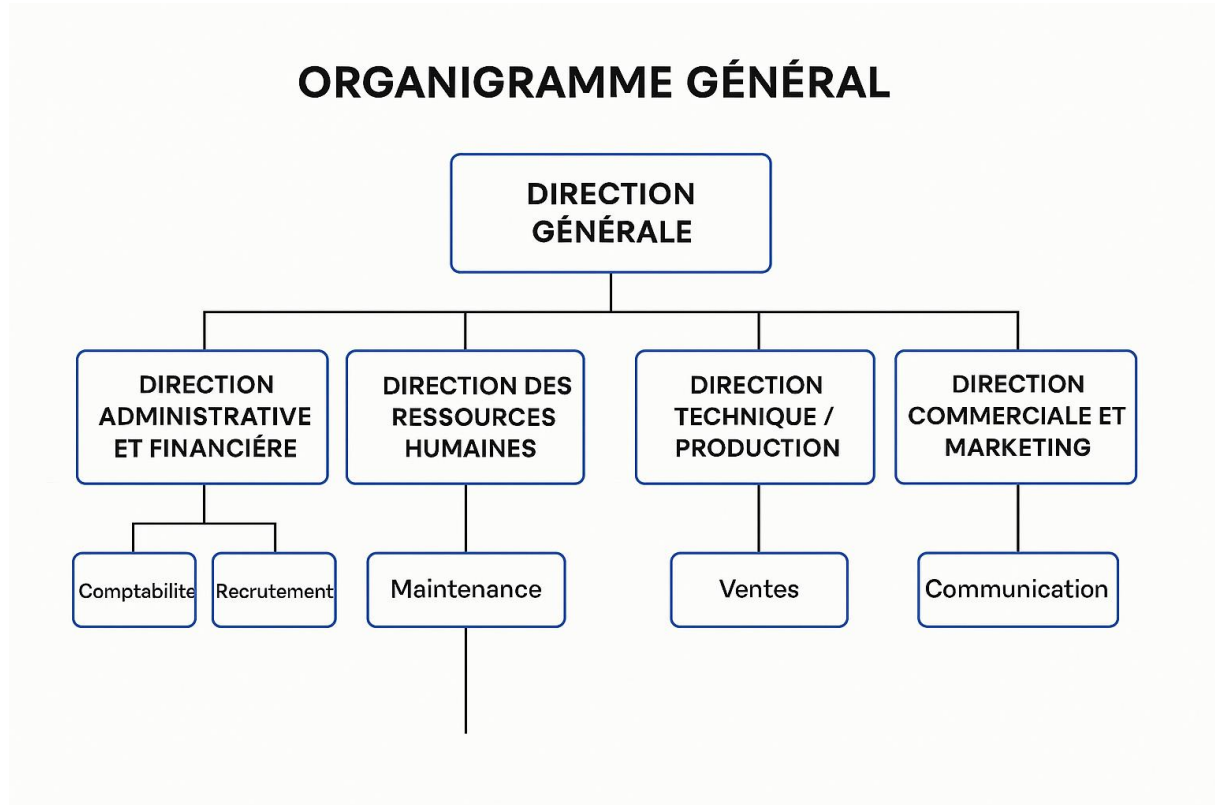 ORGANIGRAMME GÉNÉRAL
DIRECTION
GÉNÉRALE
DIRECTION
ADMINISTRATIVE
ET FINANCIÉRE
DIRECTION DES
RESSOURCES
HUMAINES
DIRECTION
TECHNIQUE /
PRODUCTION
DIRECTION
COMMERCIALE ET
MARKETING
Comptabilite
Recrutement
Maintenance
Ventes
Communication